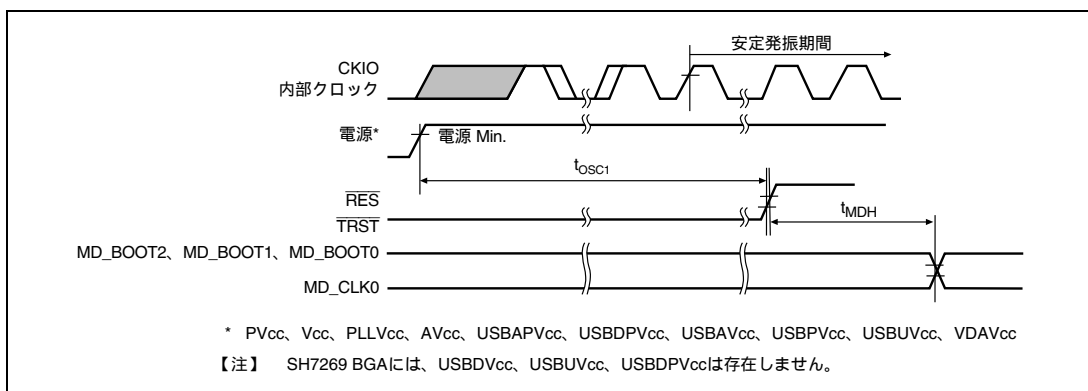 安定発振期間
CKIO
内部クロック
電源*
電源 Min.
tOSC1
RES
TRST
tMDH
MD_BOOT2、MD_BOOT1、MD_BOOT0
MD_CLK0
* PVcc、Vcc、PLLVcc、AVcc、USBAPVcc、USBDPVcc、USBAVcc、USBPVcc、USBUVcc、VDAVcc
【注】 SH7269 BGAには、USBDVcc、USBUVcc、USBDPVccは存在しません。